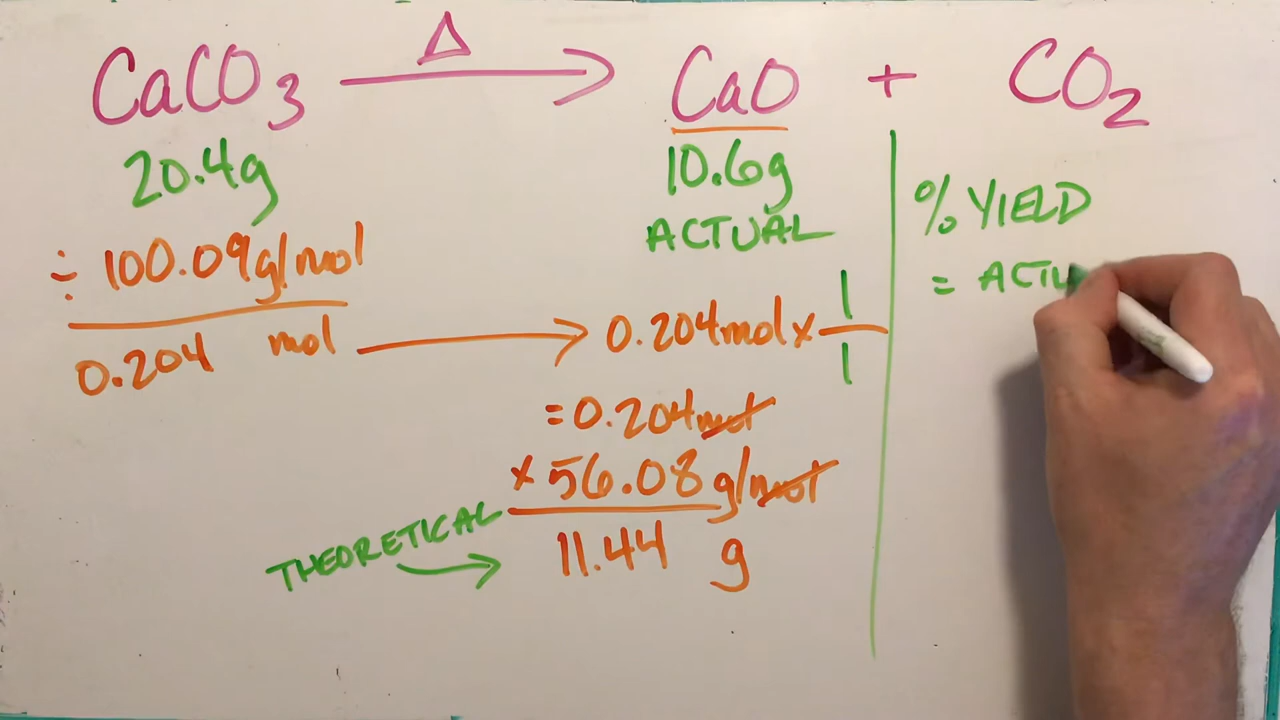 CaCO₃ Δ → CaO + CO₂
20.4g
÷ 100.09g/mol
0.204 mol →
10.6g
ACTUAL
0.204mol x 1/1
=0.204mol
x 56.08 g/mol
THEORETICAL →
11.44 g
% YIELD
= ACTU